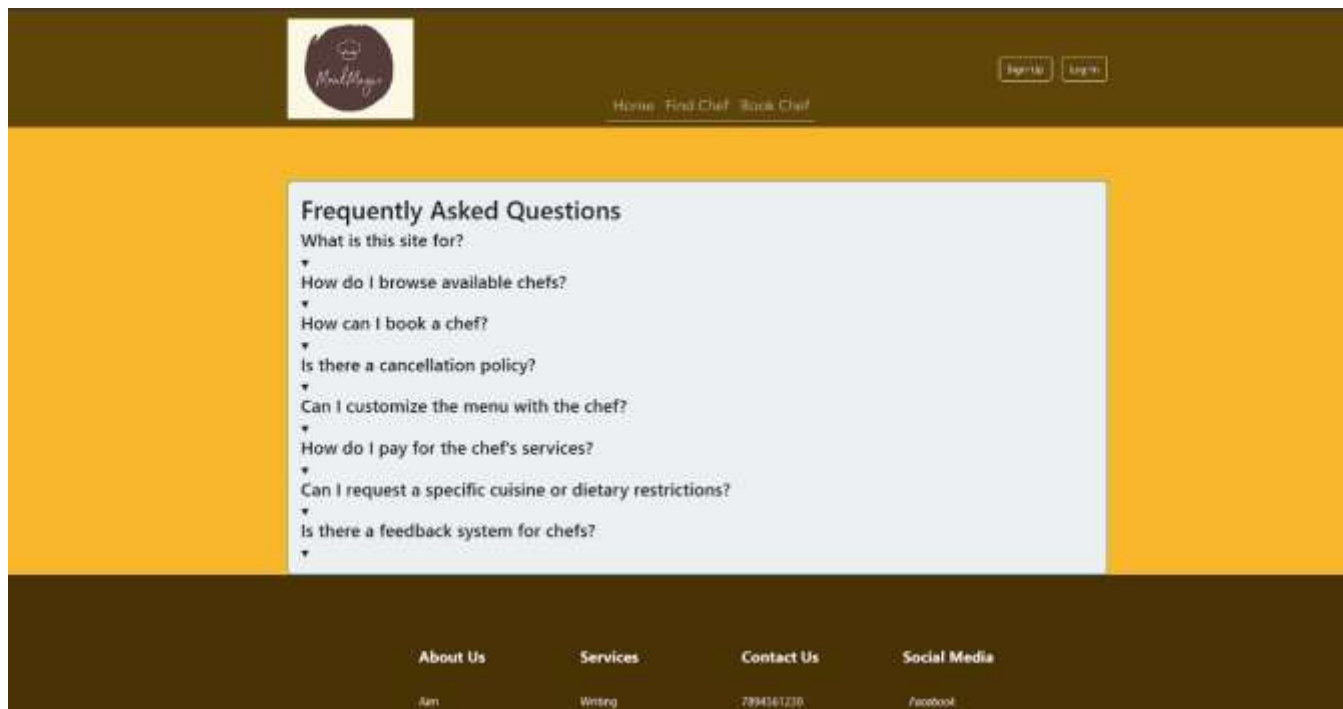 MealMagic
Sign Up Log In
Home Find Chef Book Chef
Frequently Asked Questions
What is this site for?
▼
How do I browse available chefs?
▼
How can I book a chef?
▼
Is there a cancellation policy?
▼
Can I customize the menu with the chef?
▼
How do I pay for the chef's services?
▼
Can I request a specific cuisine or dietary restrictions?
▼
Is there a feedback system for chefs?
▼
About Us Services Contact Us Social Media
Aim Writing 7894561230 Facebook